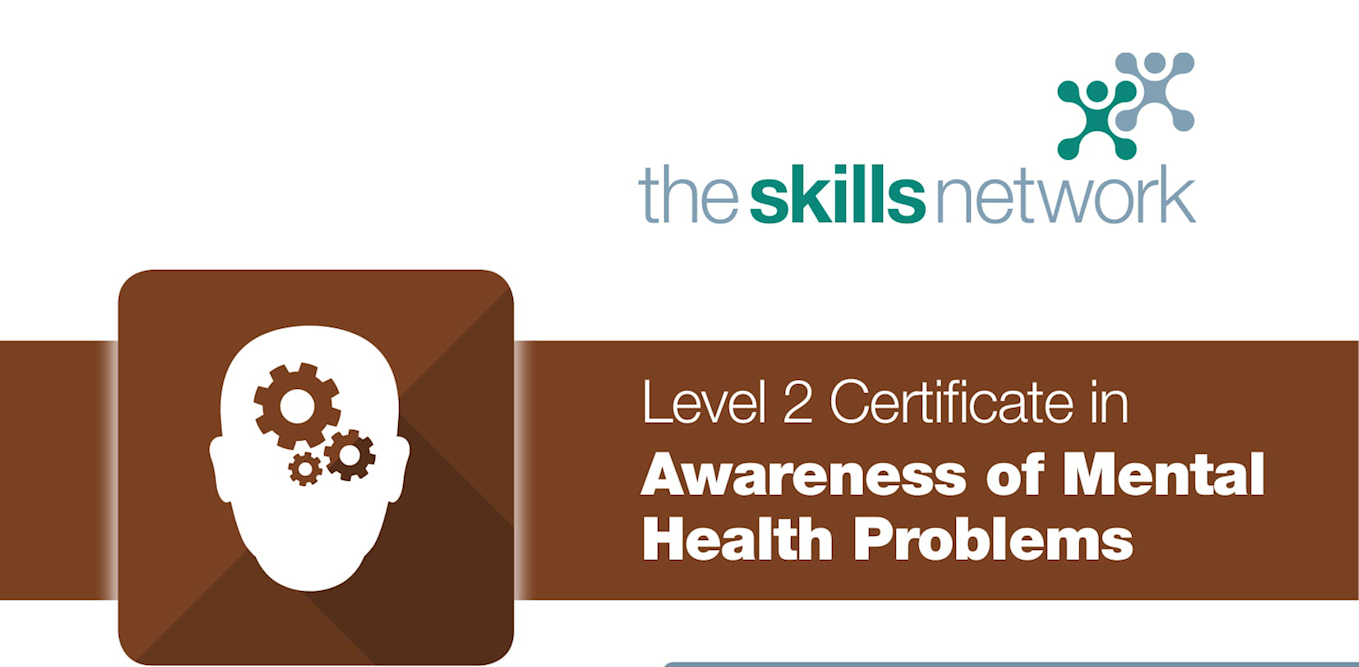 the skills network
Level 2 Certificate in
Awareness of Mental
Health Problems